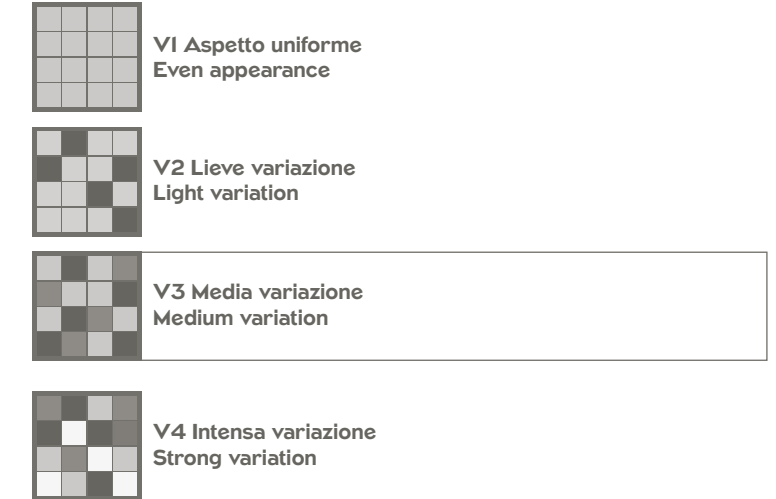 V1 Aspetto uniforme
Even appearance
V2 Lieve variazione
Light variation
V3 Media variazione
Medium variation
V4 Intensa variazione
Strong variation